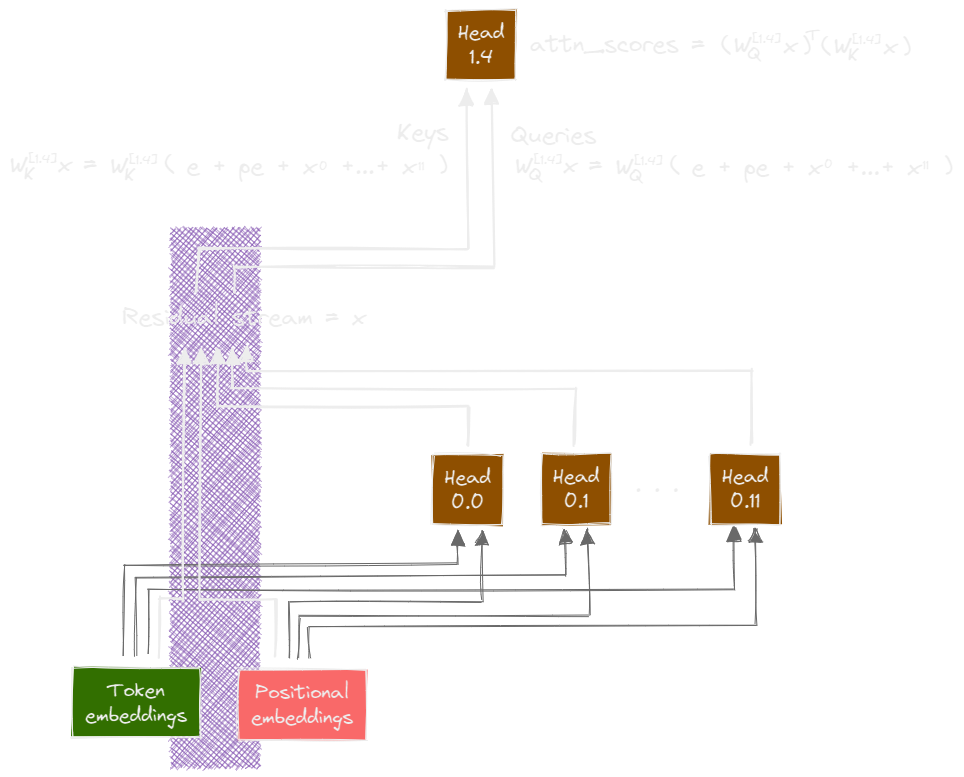 Head
1.4
attn_scores = (W_Q^[1.4]x)^T(W_K^[1.4]x)
Keys
Queries
W_K^[1.4]x = W_K^[1.4]( e + pe + x^0 +...+ x^11 )
W_Q^[1.4]x = W_Q^[1.4]( e + pe + x^0 +...+ x^11 )
Residual stream = x
Head
0.0
Head
0.1
. . .
Head
0.11
Token
embeddings
Positional
embeddings